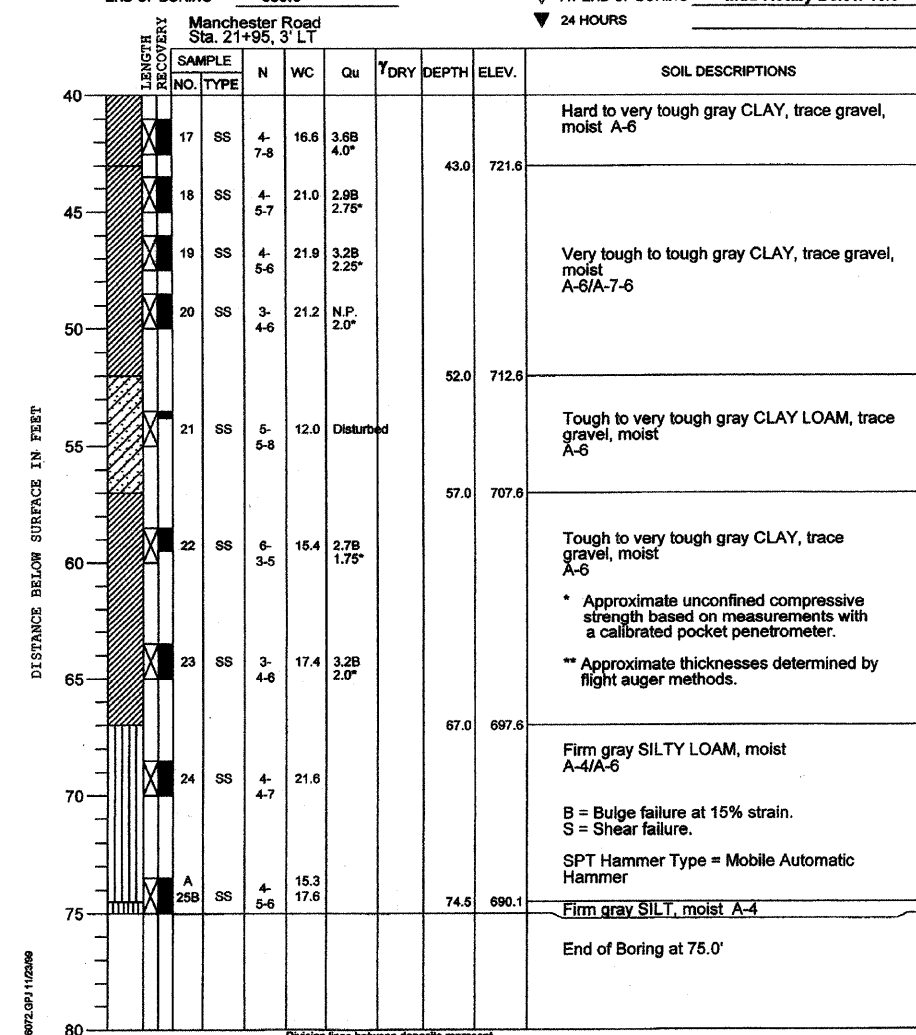 Manchester Road
Sta. 21+95, 3' LT
24 HOURS
LENGTH
RECOVERY
SAMPLE
NO. TYPE N WC Qu γDRY DEPTH ELEV. SOIL DESCRIPTIONS
DISTANCE BELOW SURFACE IN FEET
40
Hard to very tough gray CLAY, trace gravel,
moist A-6
17 SS 4- 16.6 3.6B
7-8 4.0*
43.0 721.6
18 SS 4- 21.0 2.9B
45 5-7 2.75*
19 SS 4- 21.9 3.2B
5-6 2.25*
Very tough to tough gray CLAY, trace gravel,
moist
A-6/A-7-6
20 SS 3- 21.2 N.P.
50 4-6 2.0*
52.0 712.6
Tough to very tough gray CLAY LOAM, trace
gravel, moist
A-6
21 SS 5- 12.0 Disturbed
55 5-8
57.0 707.6
Tough to very tough gray CLAY, trace
gravel, moist
A-6
22 SS 6- 15.4 2.7B
60 3-5 1.75*
* Approximate unconfined compressive
strength based on measurements with
a calibrated pocket penetrometer.
** Approximate thicknesses determined by
flight auger methods.
23 SS 3- 17.4 3.2B
65 4-6 2.0*
67.0 697.6
Firm gray SILTY LOAM, moist
A-4/A-6
24 SS 4- 21.6
70 4-7
B = Bulge failure at 15% strain.
S = Shear failure.
SPT Hammer Type = Mobile Automatic
Hammer
A 15.3
25B SS 4- 17.6
5-6
74.5 690.1
75
Firm gray SILT, moist A-4
End of Boring at 75.0'
80
6072.GPJ 11/23/99